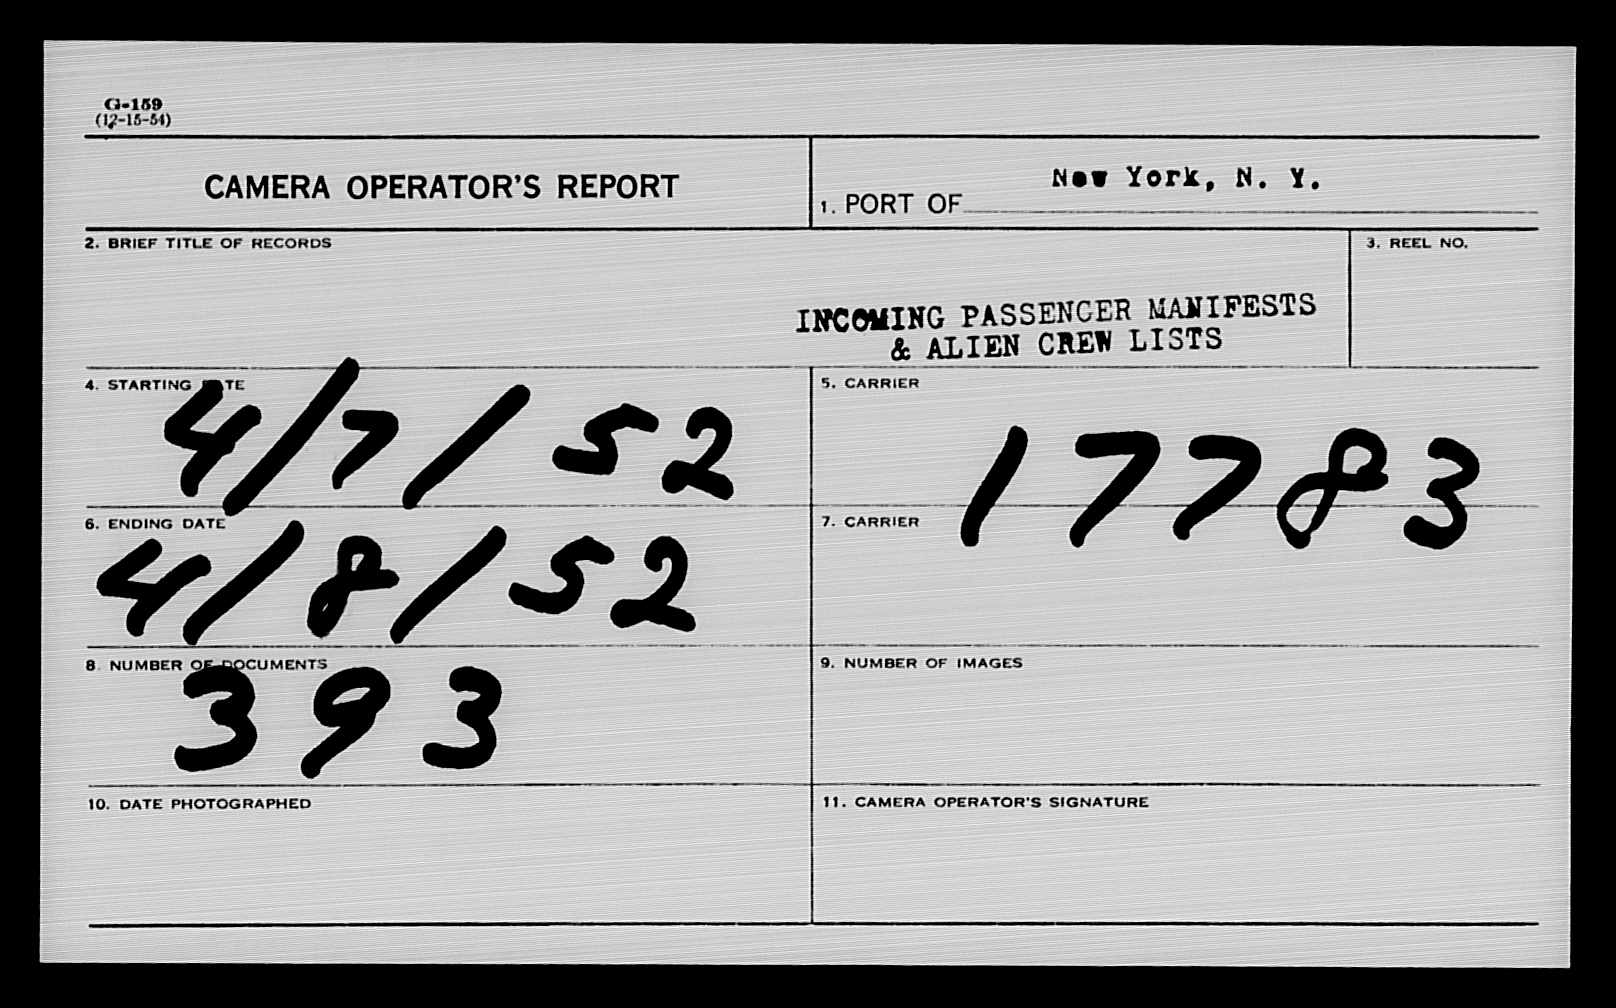 G-159
(12-15-54)
CAMERA OPERATOR'S REPORT
1. PORT OF New York, N. Y.
2. BRIEF TITLE OF RECORDS
3. REEL NO.
INCOMING PASSENGER MANIFESTS
& ALIEN CREW LISTS
4. STARTING DATE
4/7/52
5. CARRIER
17783
6. ENDING DATE
4/8/52
7. CARRIER
8. NUMBER OF DOCUMENTS
393
9. NUMBER OF IMAGES
10. DATE PHOTOGRAPHED
11. CAMERA OPERATOR'S SIGNATURE